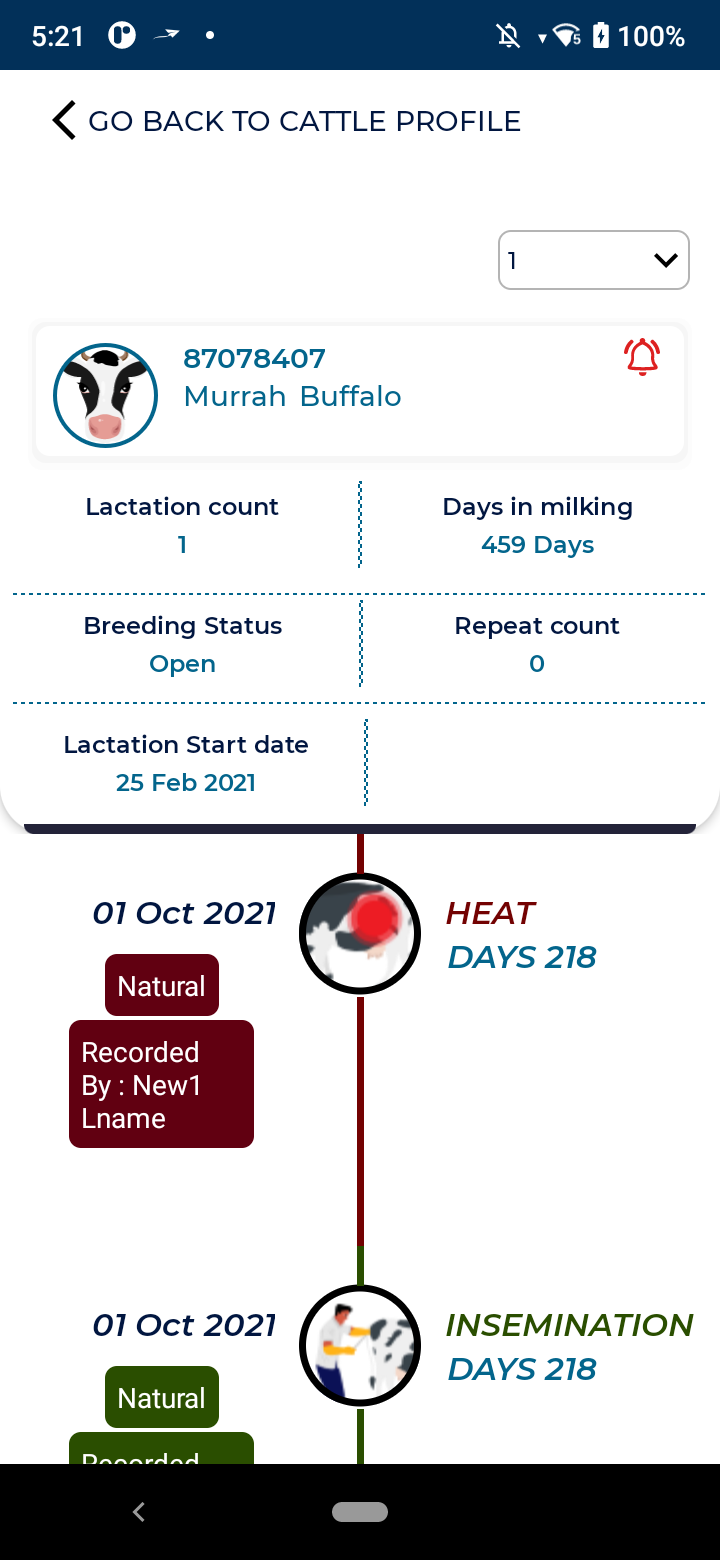 5:21
5
100%
GO BACK TO CATTLE PROFILE
1
87078407
Murrah Buffalo
Lactation count
1
Days in milking
459 Days
Breeding Status
Open
Repeat count
0
Lactation Start date
25 Feb 2021
01 Oct 2021
HEAT
DAYS 218
Natural
Recorded
By : New1
Lname
01 Oct 2021
INSEMINATION
DAYS 218
Natural
Recorded